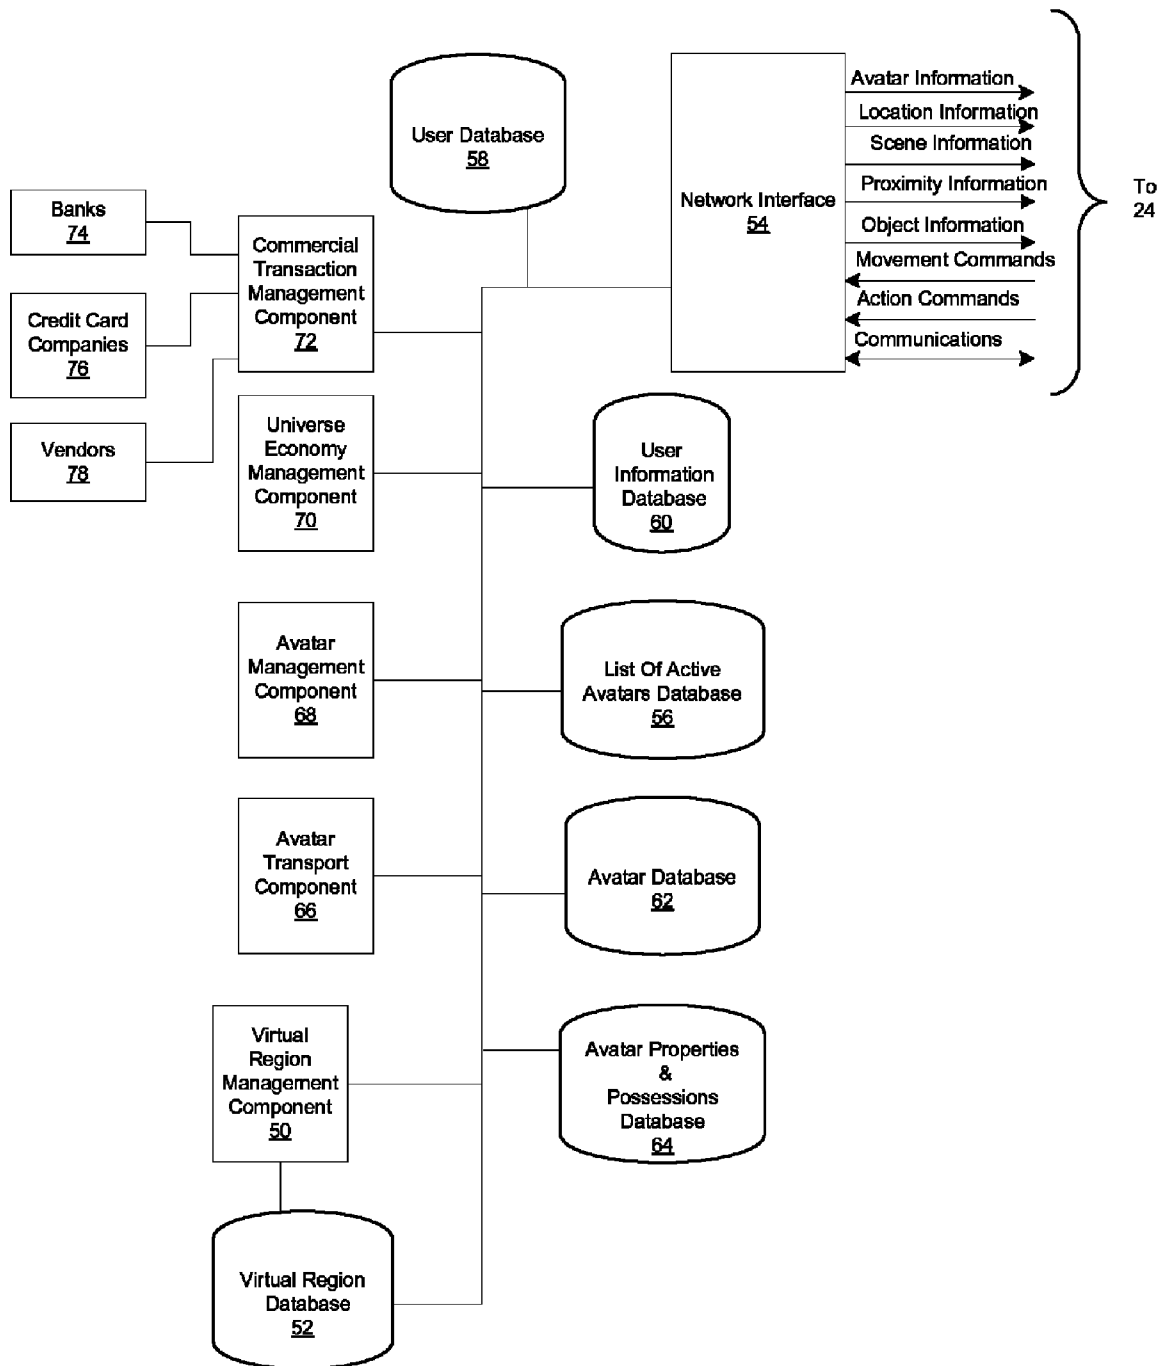 User Database
58
Network Interface
54
Avatar Information
Location Information
Scene Information
Proximity Information
Object Information
Movement Commands
Action Commands
Communications
To
24
Banks
74
Credit Card
Companies
76
Vendors
78
Commercial
Transaction
Management
Component
72
Universe
Economy
Management
Component
70
User
Information
Database
60
Avatar
Management
Component
68
List Of Active
Avatars Database
56
Avatar
Transport
Component
66
Avatar Database
62
Virtual
Region
Management
Component
50
Avatar Properties
&
Possessions
Database
64
Virtual Region
Database
52